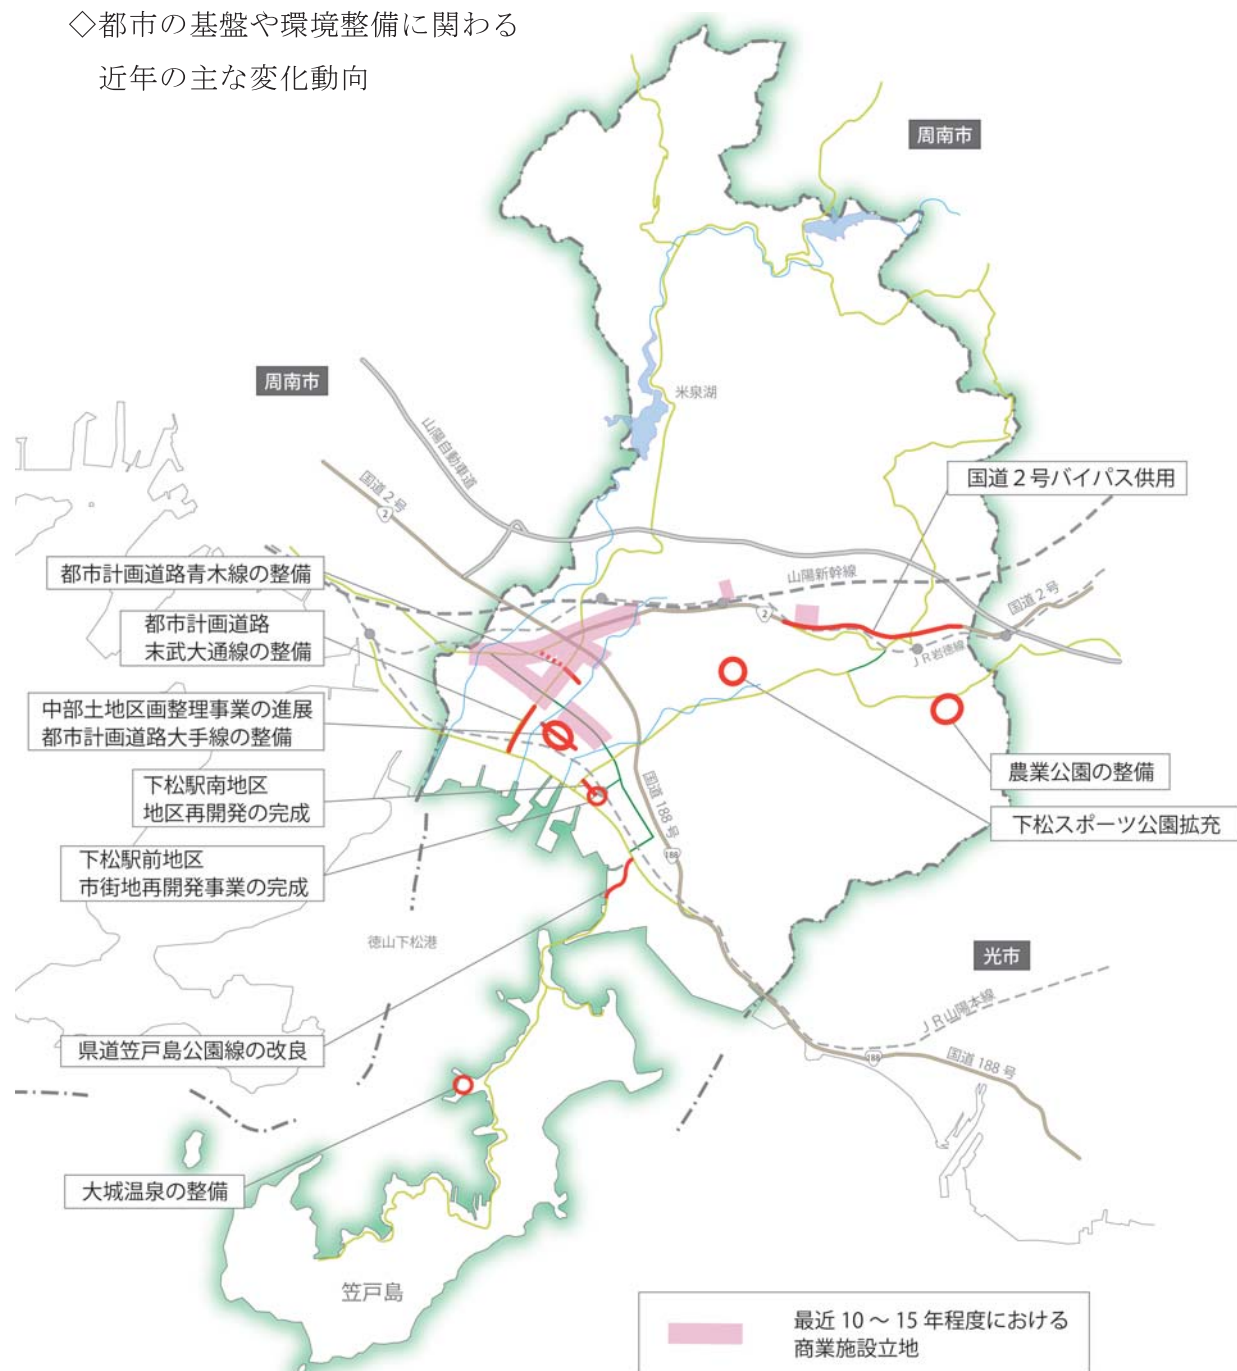 ◇都市の基盤や環境整備に関わる
近年の主な変化動向
周南市
周南市
米泉湖
山陽自動車道
国道２号
2
国道２号バイパス供用
山陽新幹線
国道２号
2
ＪＲ岩徳線
都市計画道路青木線の整備
都市計画道路
末武大通線の整備
中部土地区画整理事業の進展
都市計画道路大手線の整備
下松駅南地区
地区再開発の完成
下松駅前地区
市街地再開発事業の完成
農業公園の整備
下松スポーツ公園拡充
国道 188 号
188
徳山下松港
光市
ＪＲ山陽本線
県道笠戸島公園線の改良
188
国道 188 号
大城温泉の整備
笠戸島
最近 10 ～ 15 年程度における
商業施設立地